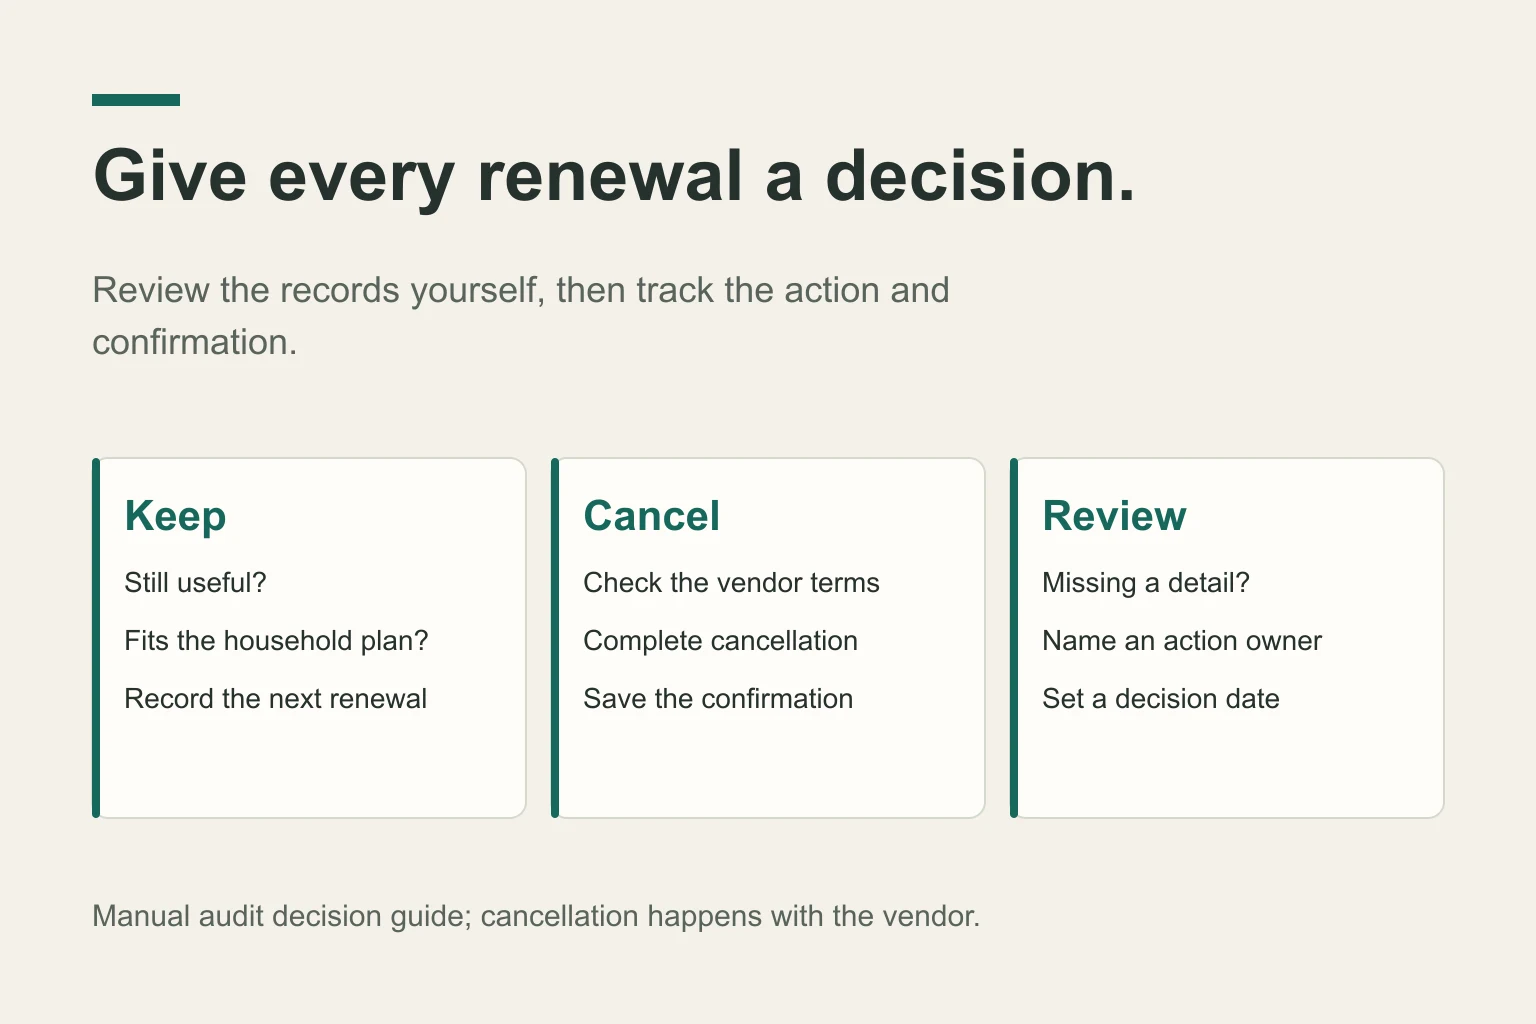 Give every renewal a decision.
Review the records yourself, then track the action and
confirmation.
Keep
Still useful?
Fits the household plan?
Record the next renewal
Cancel
Check the vendor terms
Complete cancellation
Save the confirmation
Review
Missing a detail?
Name an action owner
Set a decision date
Manual audit decision guide; cancellation happens with the vendor.